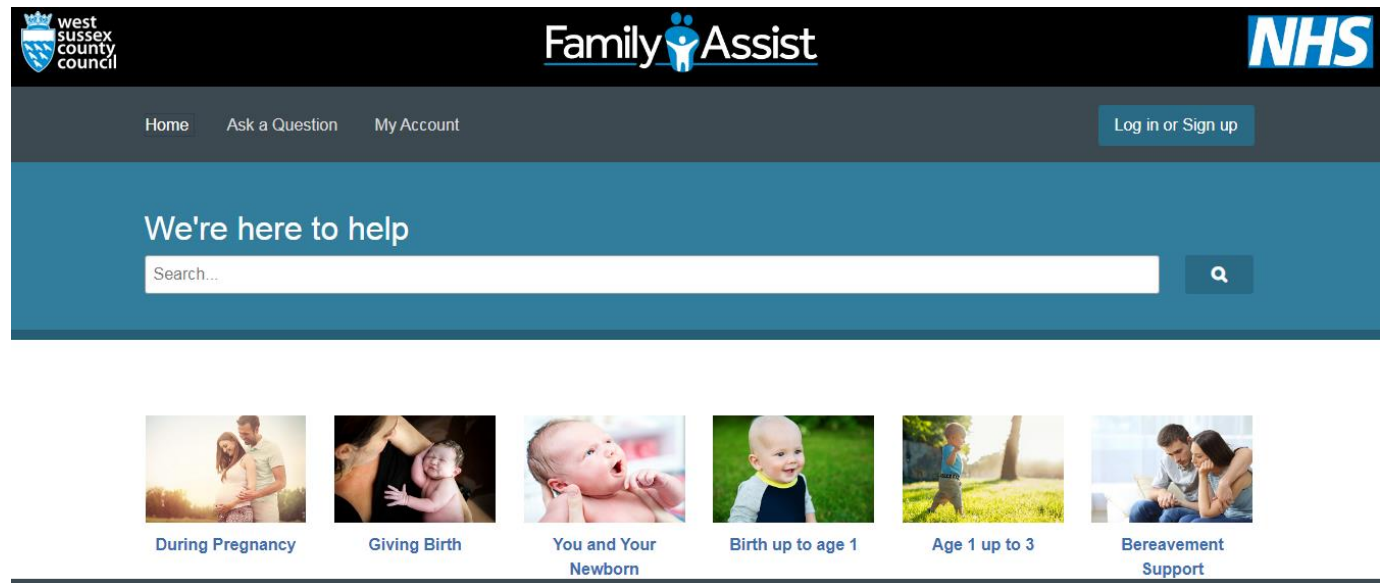 west
sussex
county
council
Family Assist
NHS
Home Ask a Question My Account Log in or Sign up
We're here to help
Search...
During Pregnancy
Giving Birth
You and Your
Newborn
Birth up to age 1
Age 1 up to 3
Bereavement
Support